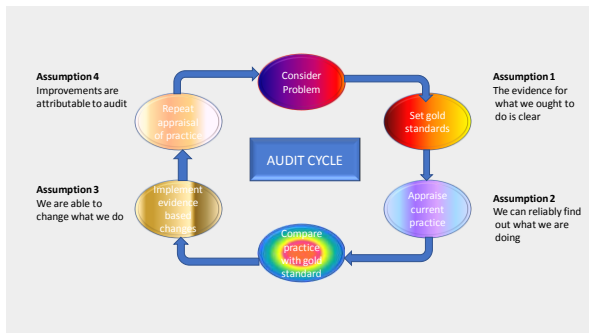 Assumption 4
Improvements are
attributable to audit
Consider
Problem
Assumption 1
The evidence for
what we ought to
do is clear
Repeat
appraisal
of practice
Set gold
standards
AUDIT CYCLE
Assumption 3
We are able to
change what we do
Implement
evidence
based
changes
Appraise
current
practice
Assumption 2
We can reliably find
out what we are
doing
Compare
practice
with gold
standard